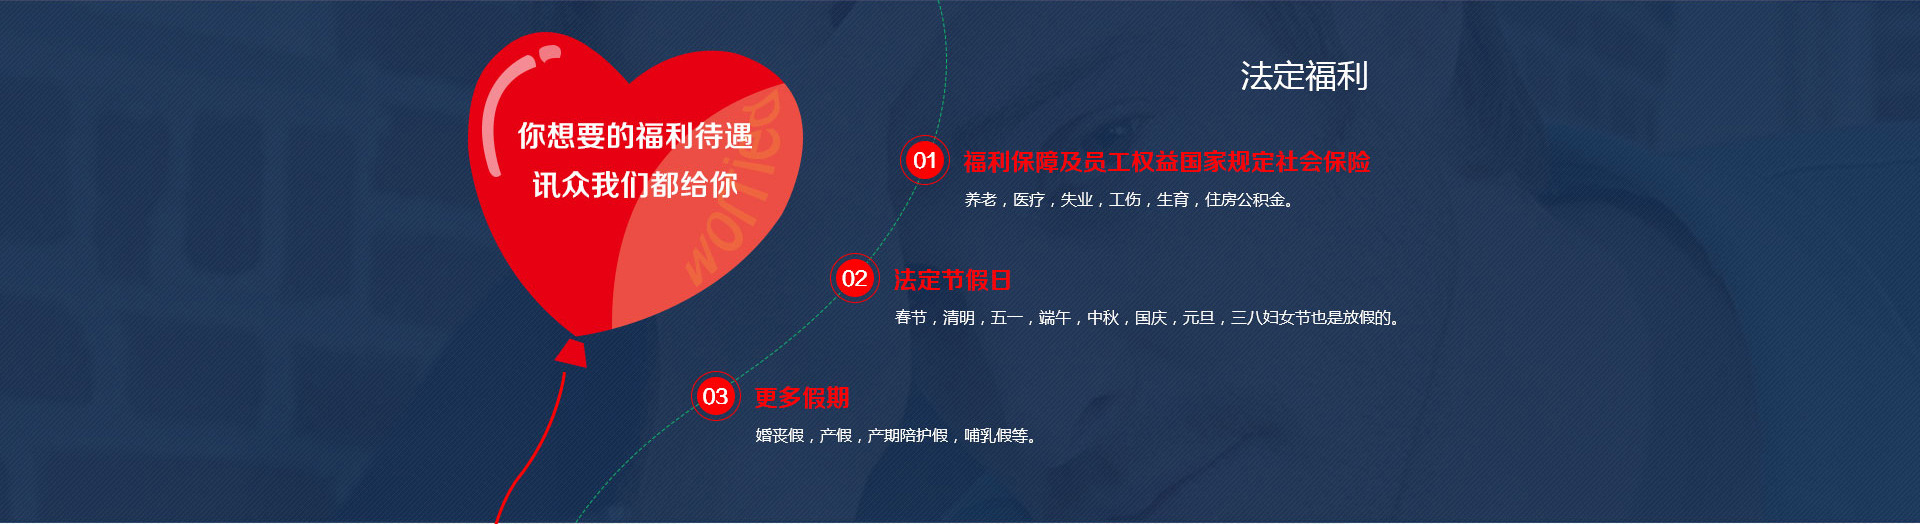 法定福利
你想要的福利待遇
讯众我们都给你
worries
01
福利保障及员工权益国家规定社会保险
养老，医疗，失业，工伤，生育，住房公积金。
02
法定节假日
春节，清明，五一，端午，中秋，国庆，元旦，三八妇女节也是放假的。
03
更多假期
婚丧假，产假，产期陪护假，哺乳假等。